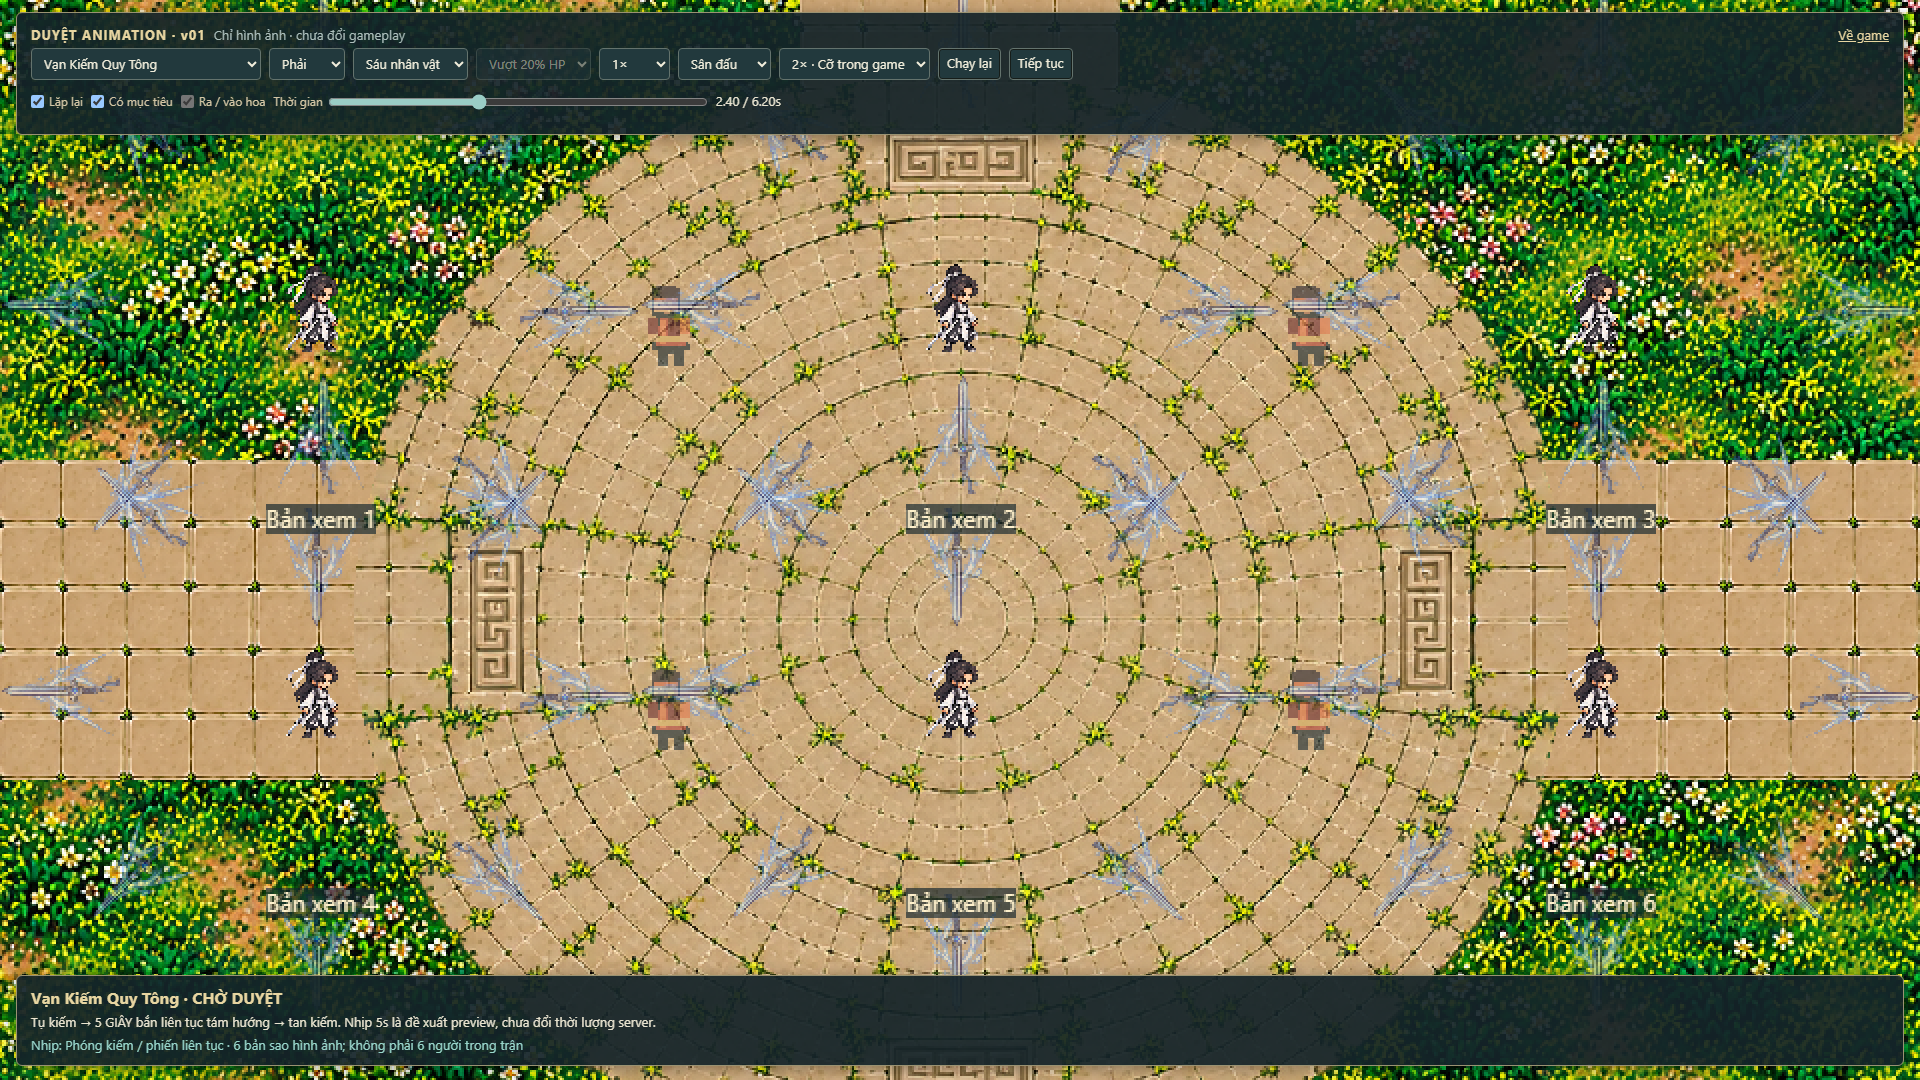 DUYỆT ANIMATION · v01 Chỉ hình ảnh · chưa đổi gameplay Về game
Vạn Kiếm Quy Tông Phải Sáu nhân vật Vượt 20% HP 1× Sân đấu 2× · Cỡ trong game Chạy lại Tiếp tục
Lặp lại Có mục tiêu Ra / vào hoa Thời gian 2.40 / 6.20s
Bản xem 1 Bản xem 2 Bản xem 3
Bản xem 4 Bản xem 5 Bản xem 6
Vạn Kiếm Quy Tông · CHỜ DUYỆT
Tụ kiếm → 5 GIÂY bắn liên tục tám hướng → tan kiếm. Nhịp 5s là đề xuất preview, chưa đổi thời lượng server.
Nhịp: Phóng kiếm / phiến liên tục · 6 bản sao hình ảnh; không phải 6 người trong trận